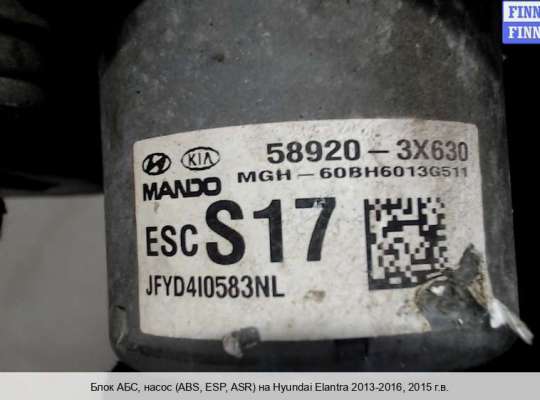 FINN
FINN
KIA
58920-3X630
MANDO
MGH-60BH6013G511
ESC S17
JFYD4I0583NL
Блок АБС, насос (ABS, ESP, ASR) на Hyundai Elantra 2013-2016, 2015 г.в.